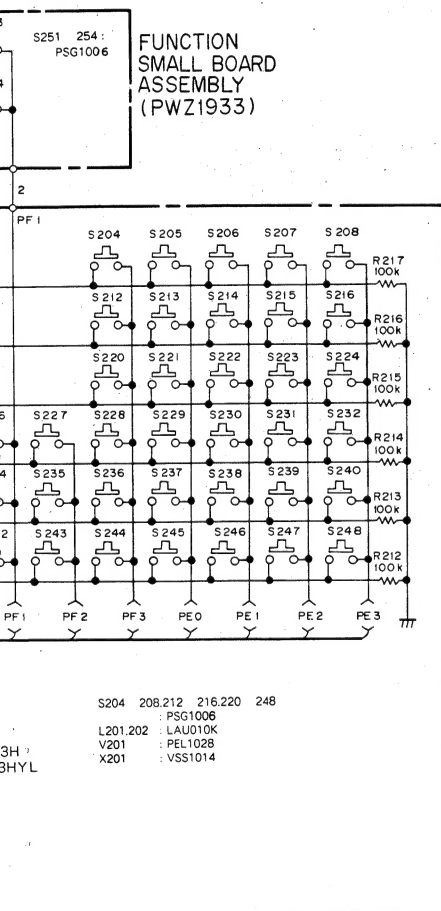 S251 254:
PSG1006
FUNCTION
SMALL BOARD
ASSEMBLY
(PWZ1933)
2
PF1
S204 S205 S206 S207 S208
R217
100k
S212 S213 S214 S215 S216
R216
100k
S220 S221 S222 S223 S224
R215
100k
S227 S228 S229 S230 S231 S232
R214
100k
S235 S236 S237 S238 S239 S240
R213
100k
S243 S244 S245 S246 S247 S248
R212
100k
PF1 PF2 PF3 PE0 PE1 PE2 PE3
S204 208.212 216.220 248
: PSG1006
L201,202 : LAU010K
V201 : PEL1028
X201 : VSS1014
3H
3HYL